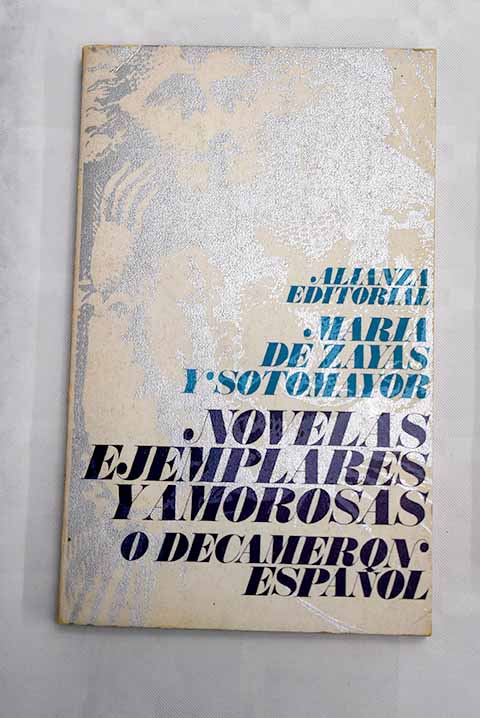 ALIANZA
EDITORIAL
MARIA
DE ZAYAS
Y SOTOMAYOR
NOVELAS
EJEMPLARES
Y AMOROSAS
O DECAMERON
ESPAÑOL